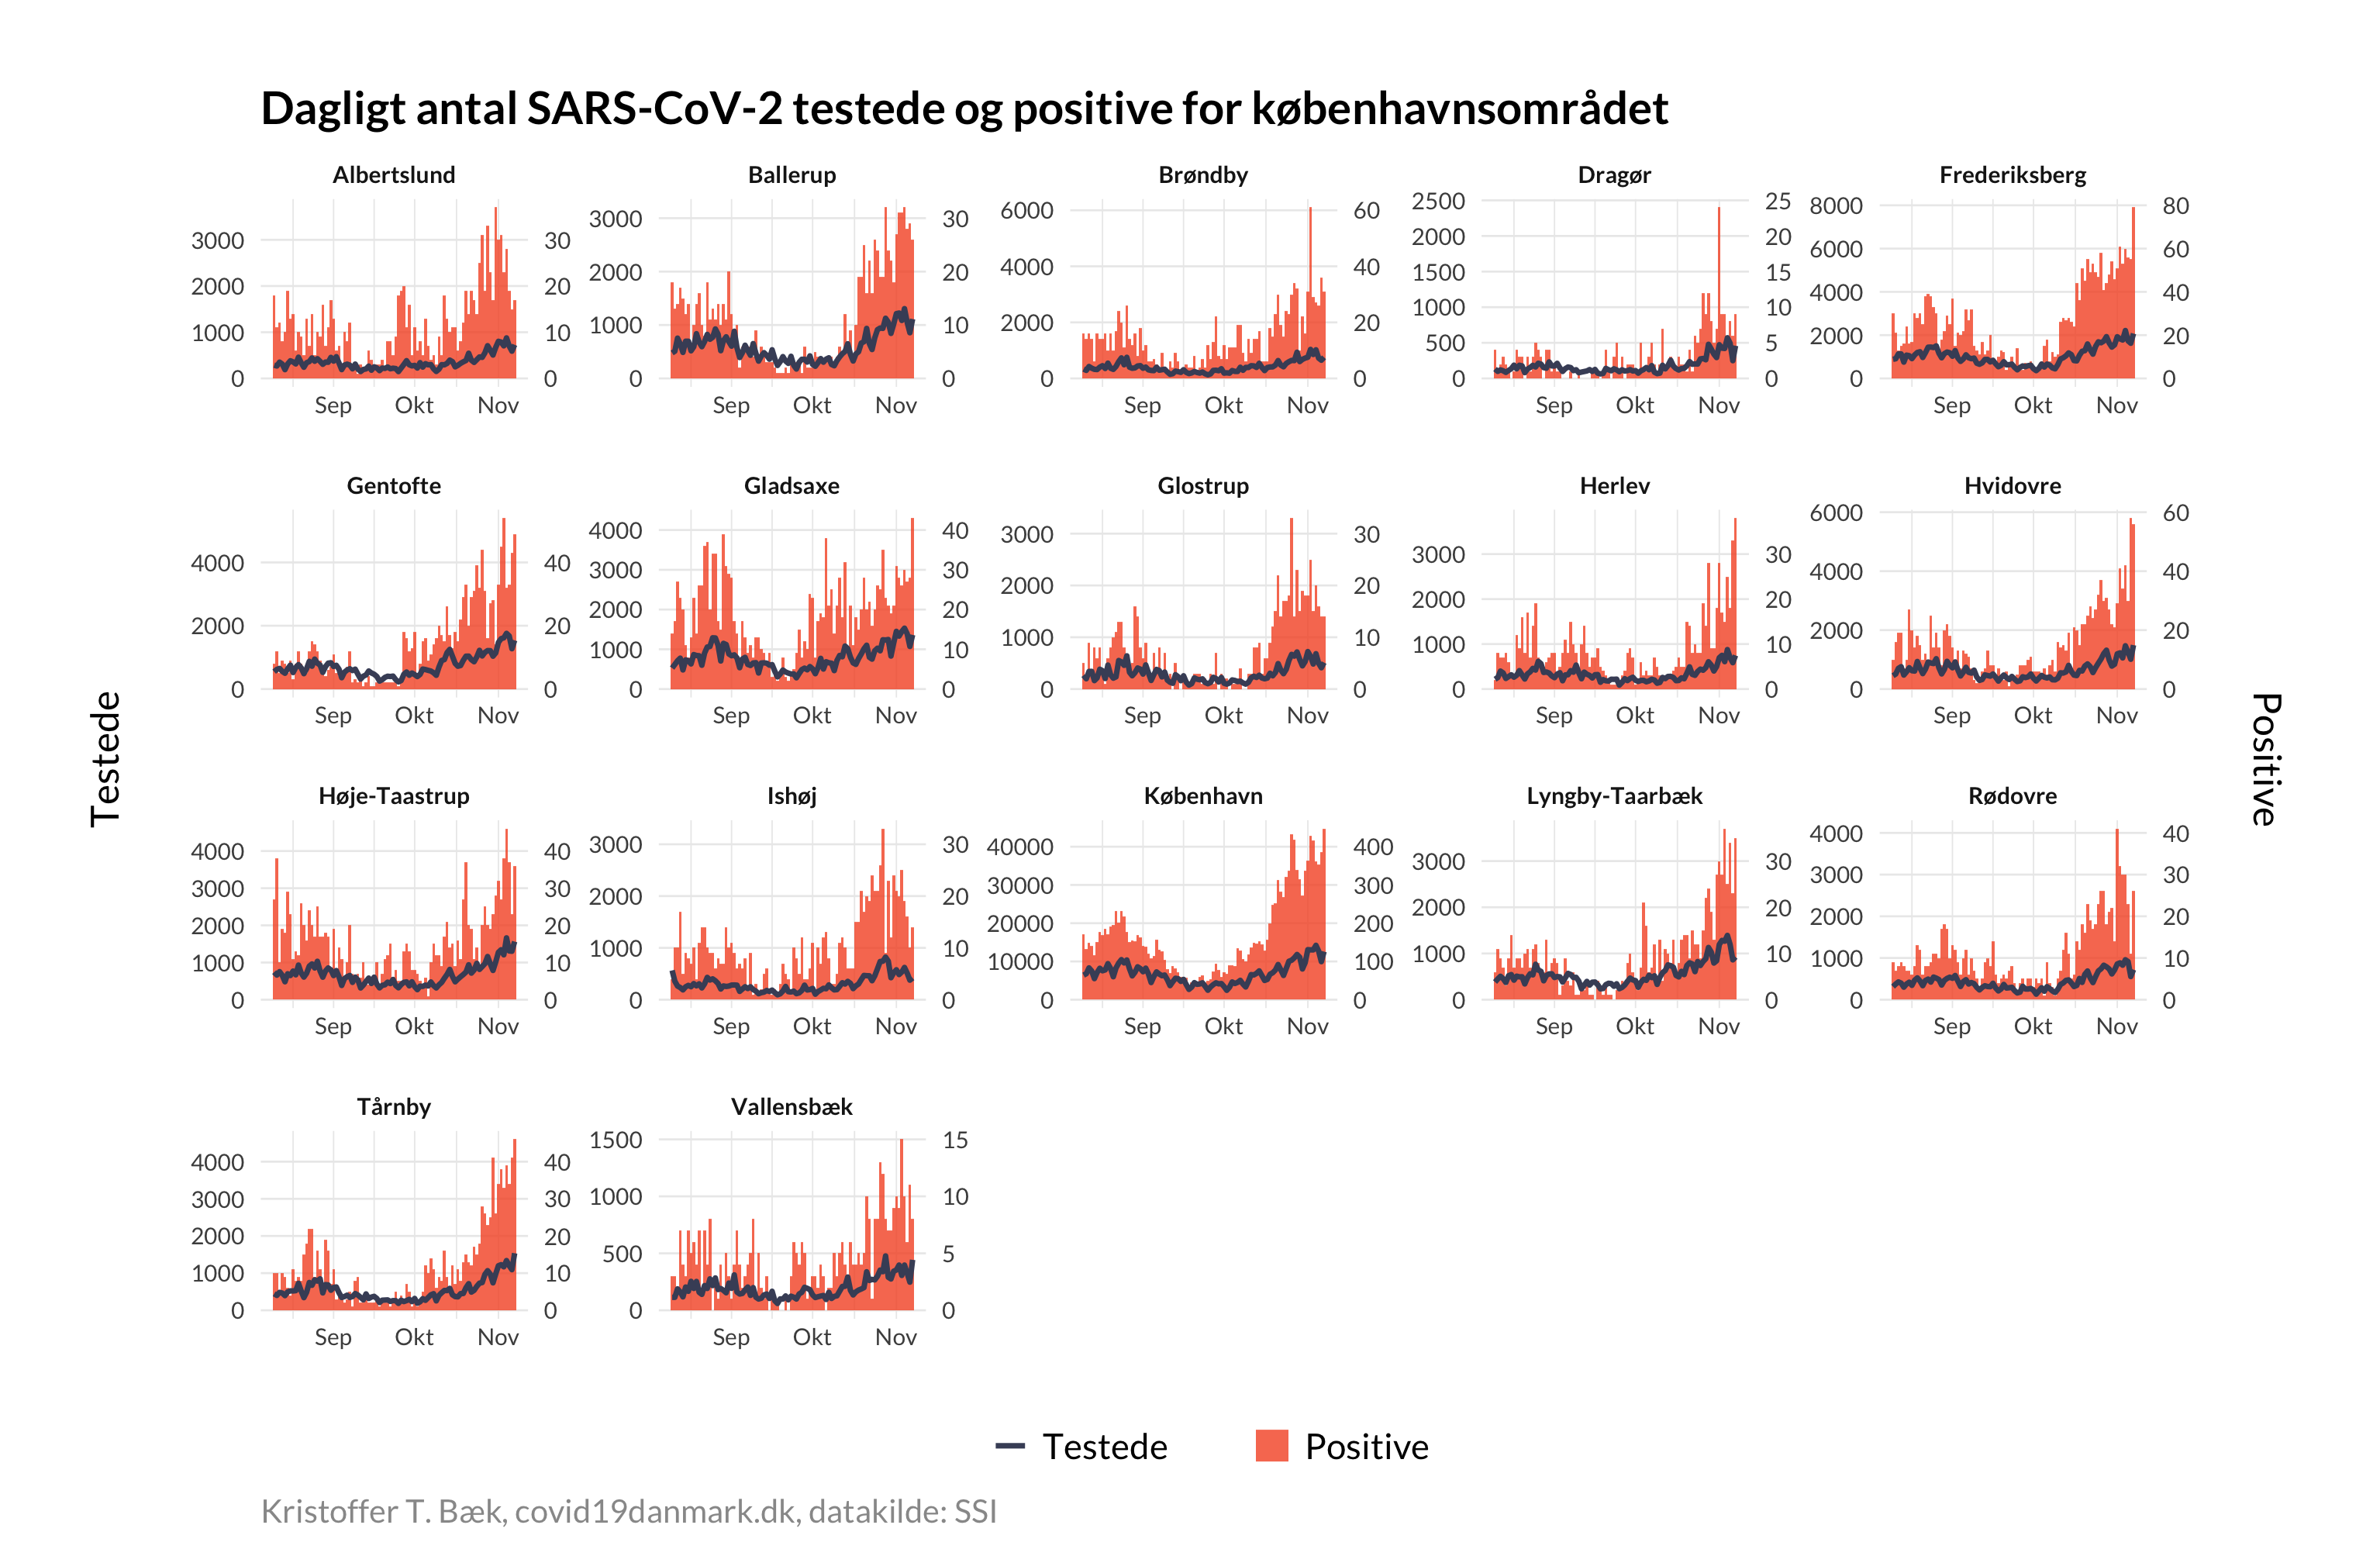 Dagligt antal SARS-CoV-2 testede og positive for københavnsområdet
Albertslund Ballerup Brøndby Dragør Frederiksberg
3000 2000 1000 0 30 20 10 0
3000 2000 1000 0 30 20 10 0
6000 4000 2000 0 60 40 20 0
2500 2000 1500 1000 500 0 25 20 15 10 5 0
8000 6000 4000 2000 0 80 60 40 20 0
Sep Okt Nov Sep Okt Nov Sep Okt Nov Sep Okt Nov Sep Okt Nov
Gentofte Gladsaxe Glostrup Herlev Hvidovre
4000 2000 0 40 20 0
4000 3000 2000 1000 0 40 30 20 10 0
3000 2000 1000 0 30 20 10 0
3000 2000 1000 0 30 20 10 0
6000 4000 2000 0 60 40 20 0
Sep Okt Nov Sep Okt Nov Sep Okt Nov Sep Okt Nov Sep Okt Nov
Testede
Positive
Høje-Taastrup Ishøj København Lyngby-Taarbæk Rødovre
4000 3000 2000 1000 0 40 30 20 10 0
3000 2000 1000 0 30 20 10 0
40000 30000 20000 10000 0 400 300 200 100 0
3000 2000 1000 0 30 20 10 0
4000 3000 2000 1000 0 40 30 20 10 0
Sep Okt Nov Sep Okt Nov Sep Okt Nov Sep Okt Nov Sep Okt Nov
Tårnby Vallensbæk
4000 3000 2000 1000 0 40 30 20 10 0
1500 1000 500 0 15 10 5 0
Sep Okt Nov Sep Okt Nov
Testede Positive
Kristoffer T. Bæk, covid19danmark.dk, datakilde: SSI